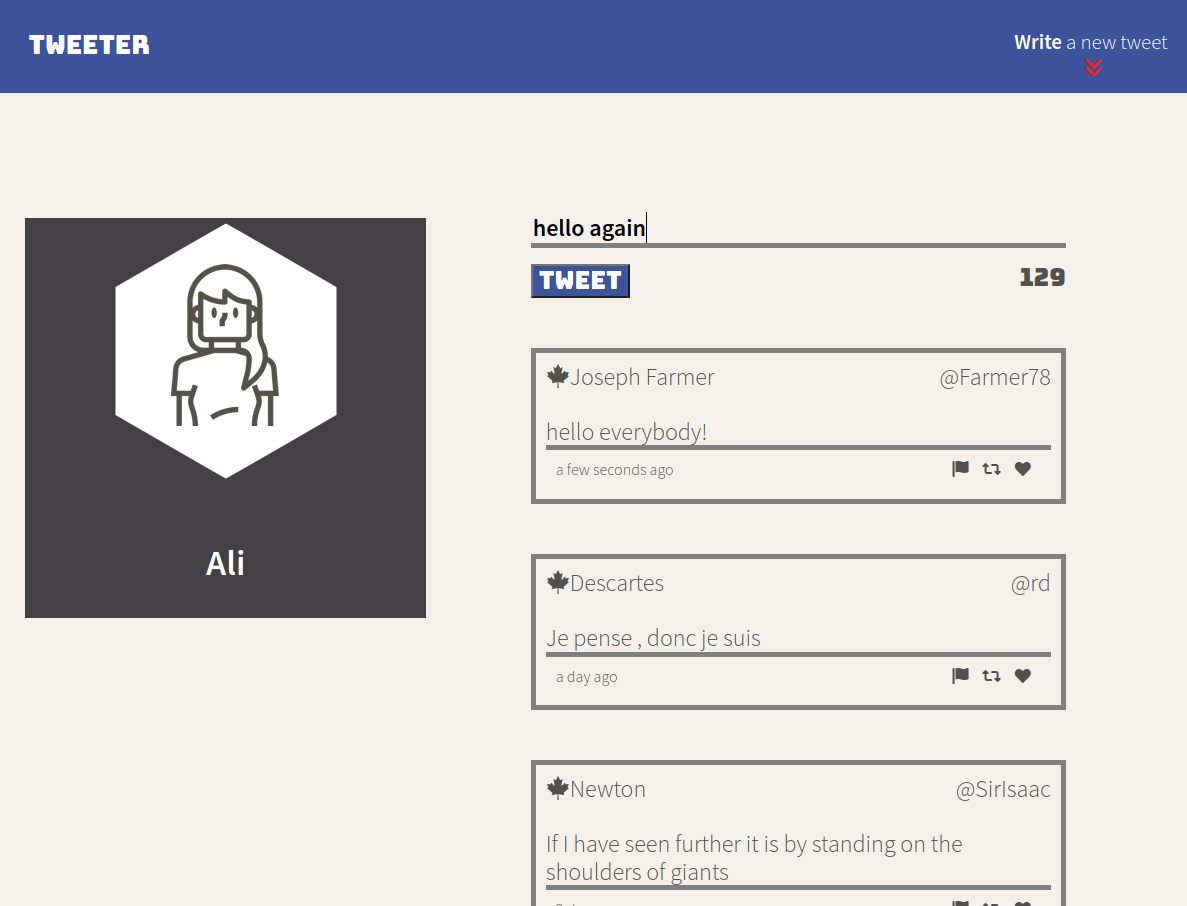 TWEETER
Write a new tweet
hello again
TWEET
129
Joseph Farmer
@Farmer78
hello everybody!
a few seconds ago
Ali
Descartes
@rd
Je pense , donc je suis
a day ago
Newton
@SirIsaac
If I have seen further it is by standing on the
shoulders of giants